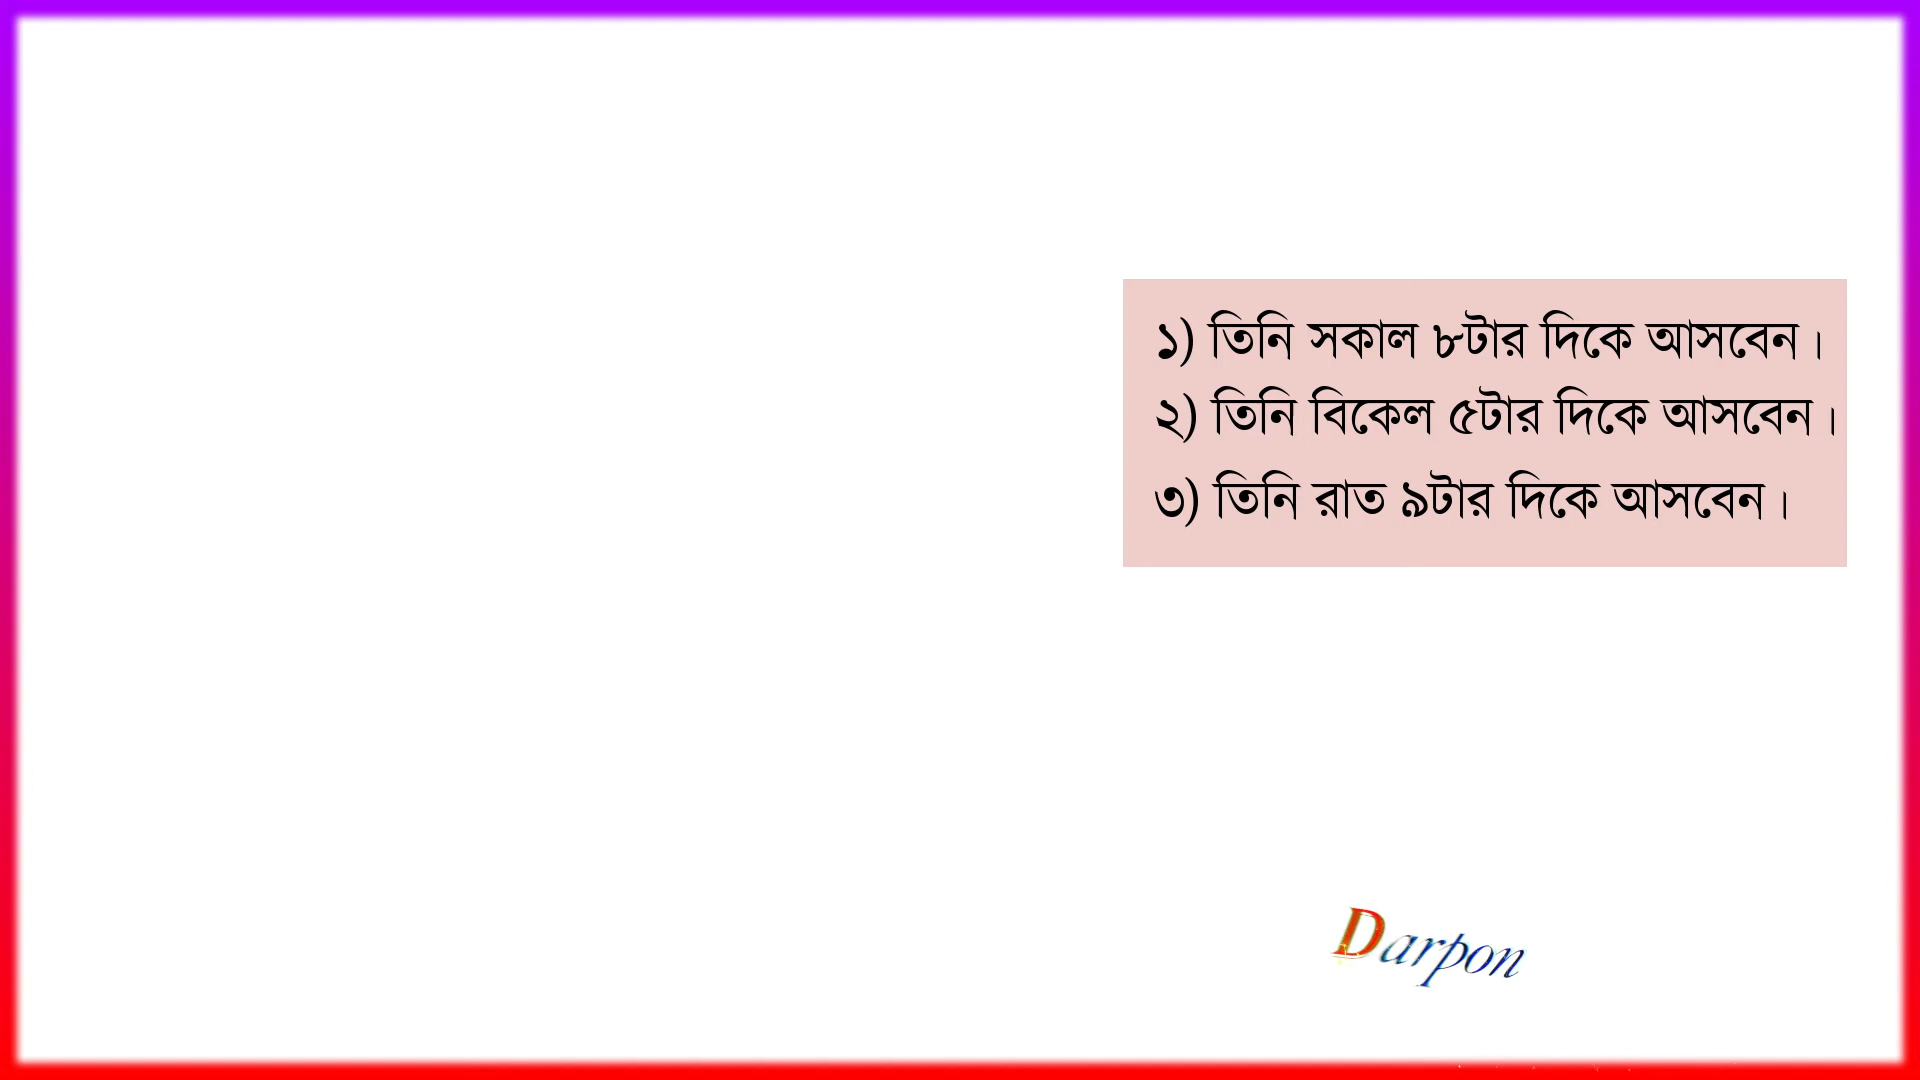 ১) তিনি সকাল ৮টার দিকে আসবেন।
২) তিনি বিকেল ৫টার দিকে আসবেন।
৩) তিনি রাত ৯টার দিকে আসবেন।
Darpon